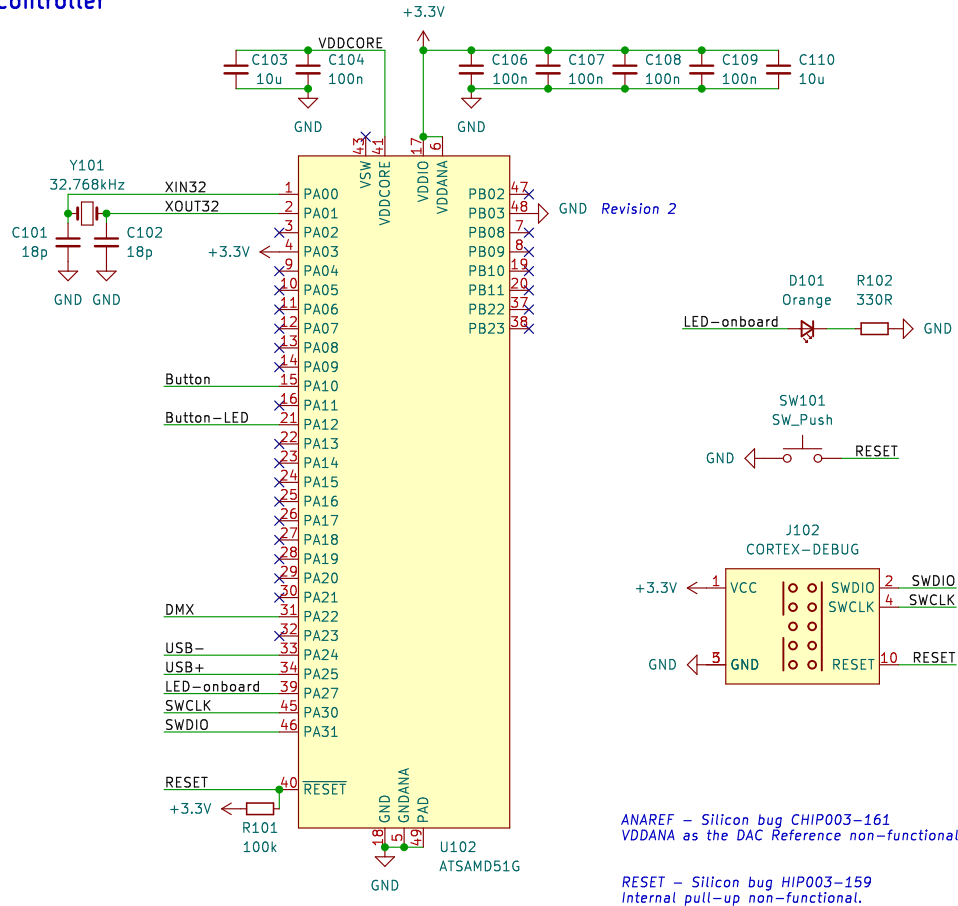 Controller
+3.3V
VDDCORE
C103
10u
C104
100n
C106
100n
C107
100n
C108
100n
C109
100n
C110
10u
GND
GND
43
41
17
6
VSW
VDDCORE
VDDIO
VDDANA
Y101
32.768kHz
XIN32
XOUT32
C101
18p
C102
18p
GND
GND
+3.3V
1 PA00
2 PA01
3 PA02
4 PA03
9 PA04
10 PA05
11 PA06
12 PA07
13 PA08
14 PA09
Button 15 PA10
16 PA11
Button-LED 21 PA12
22 PA13
23 PA14
24 PA15
25 PA16
26 PA17
27 PA18
28 PA19
29 PA20
30 PA21
DMX 31 PA22
32 PA23
USB- 33 PA24
USB+ 34 PA25
LED-onboard 39 PA27
SWCLK 45 PA30
SWDIO 46 PA31
RESET 40 RESET
+3.3V
R101
100k
PB02 47
PB03 48 GND Revision 2
PB08 7
PB09 8
PB10 19
PB11 20
PB22 37
PB23 38
GND
GNDANA
PAD
18
5
49
GND
U102
ATSAMD51G
D101
Orange
R102
330R
LED-onboard
GND
SW101
SW_Push
GND
RESET
J102
CORTEX-DEBUG
+3.3V 1 VCC SWDIO 2 SWDIO
SWCLK 4 SWCLK
GND GND RESET 10 RESET
ANAREF - Silicon bug CHIP003-161
VDDANA as the DAC Reference non-functional
RESET - Silicon bug HIP003-159
Internal pull-up non-functional.